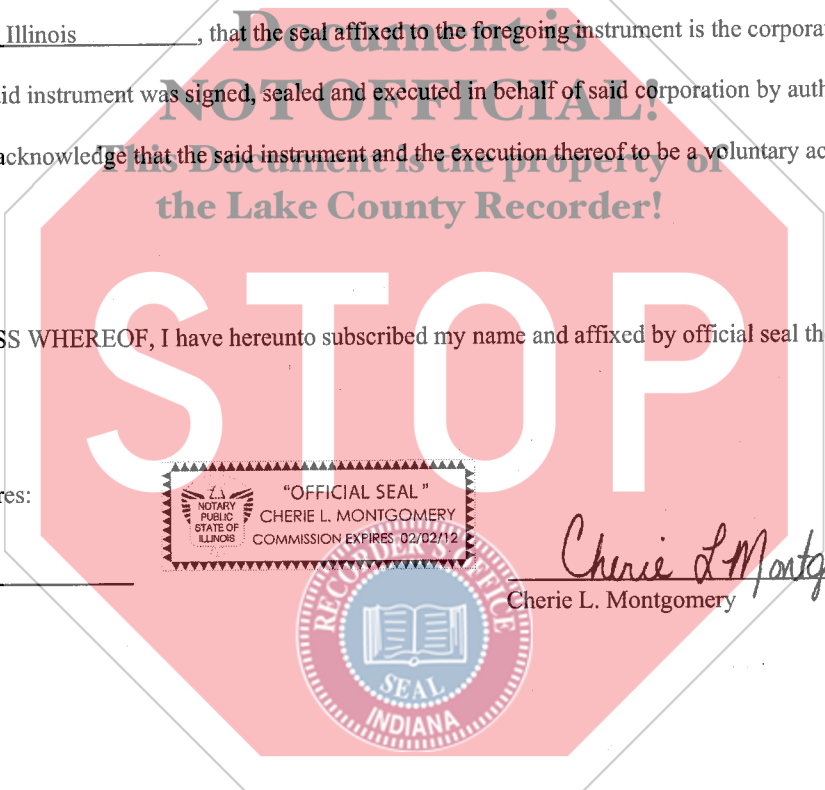 Illinois , that the seal affixed to the foregoing instrument is the corpora
Document is
id instrument was signed, sealed and executed in behalf of said corporation by auth
NOT OFFICIAL!
acknowledge that the said instrument and the execution thereof to be a voluntary ac
This Document is the property of
the Lake County Recorder!
STOP
SS WHEREOF, I have hereunto subscribed my name and affixed by official seal th
res:
"OFFICIAL SEAL"
NOTARY
PUBLIC
STATE OF
ILLINOIS
CHERIE L. MONTGOMERY
COMMISSION EXPIRES 02/02/12
Cherie L Montg
Cherie L. Montgomery
RECORDER'S OFFICE
SEAL
INDIANA